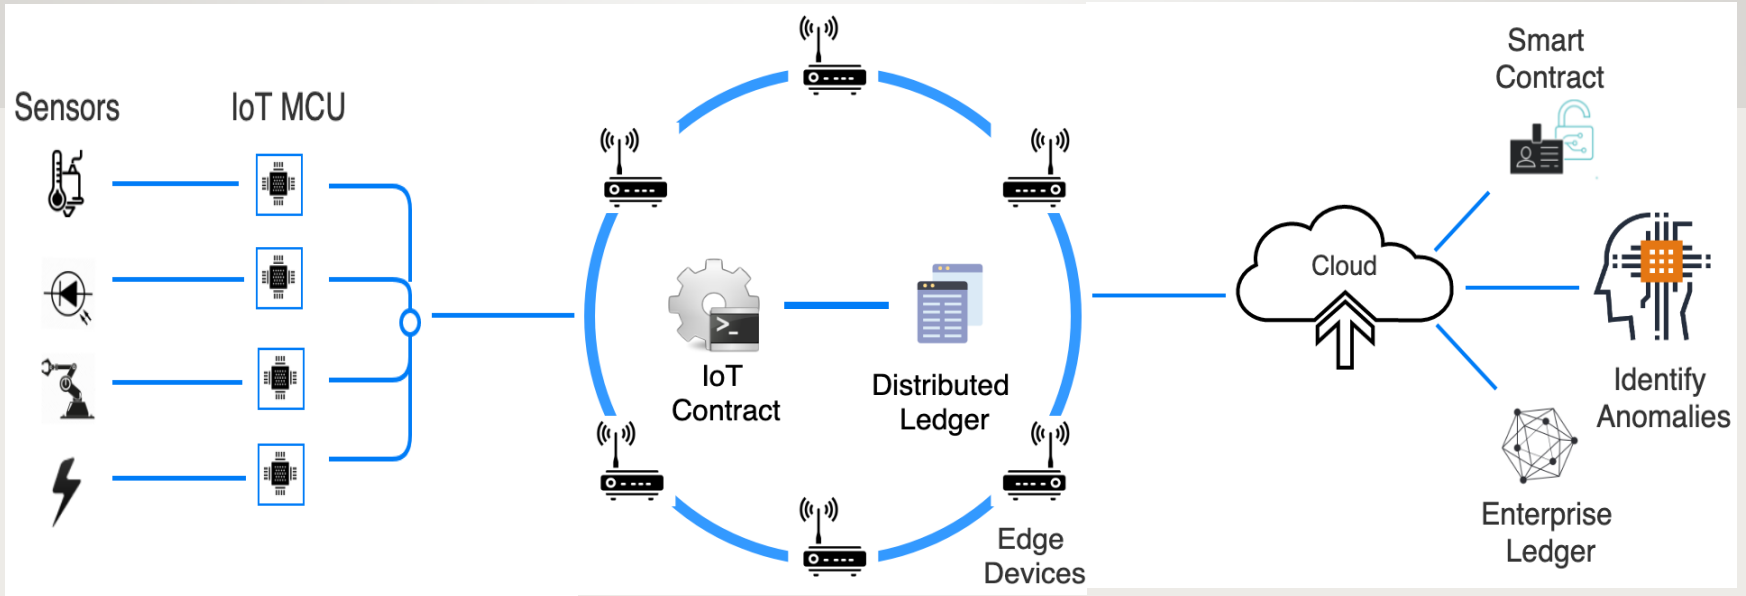 Sensors
IoT MCU
IoT
Contract
Distributed
Ledger
Edge
Devices
Cloud
Smart
Contract
Identify
Anomalies
Enterprise
Ledger